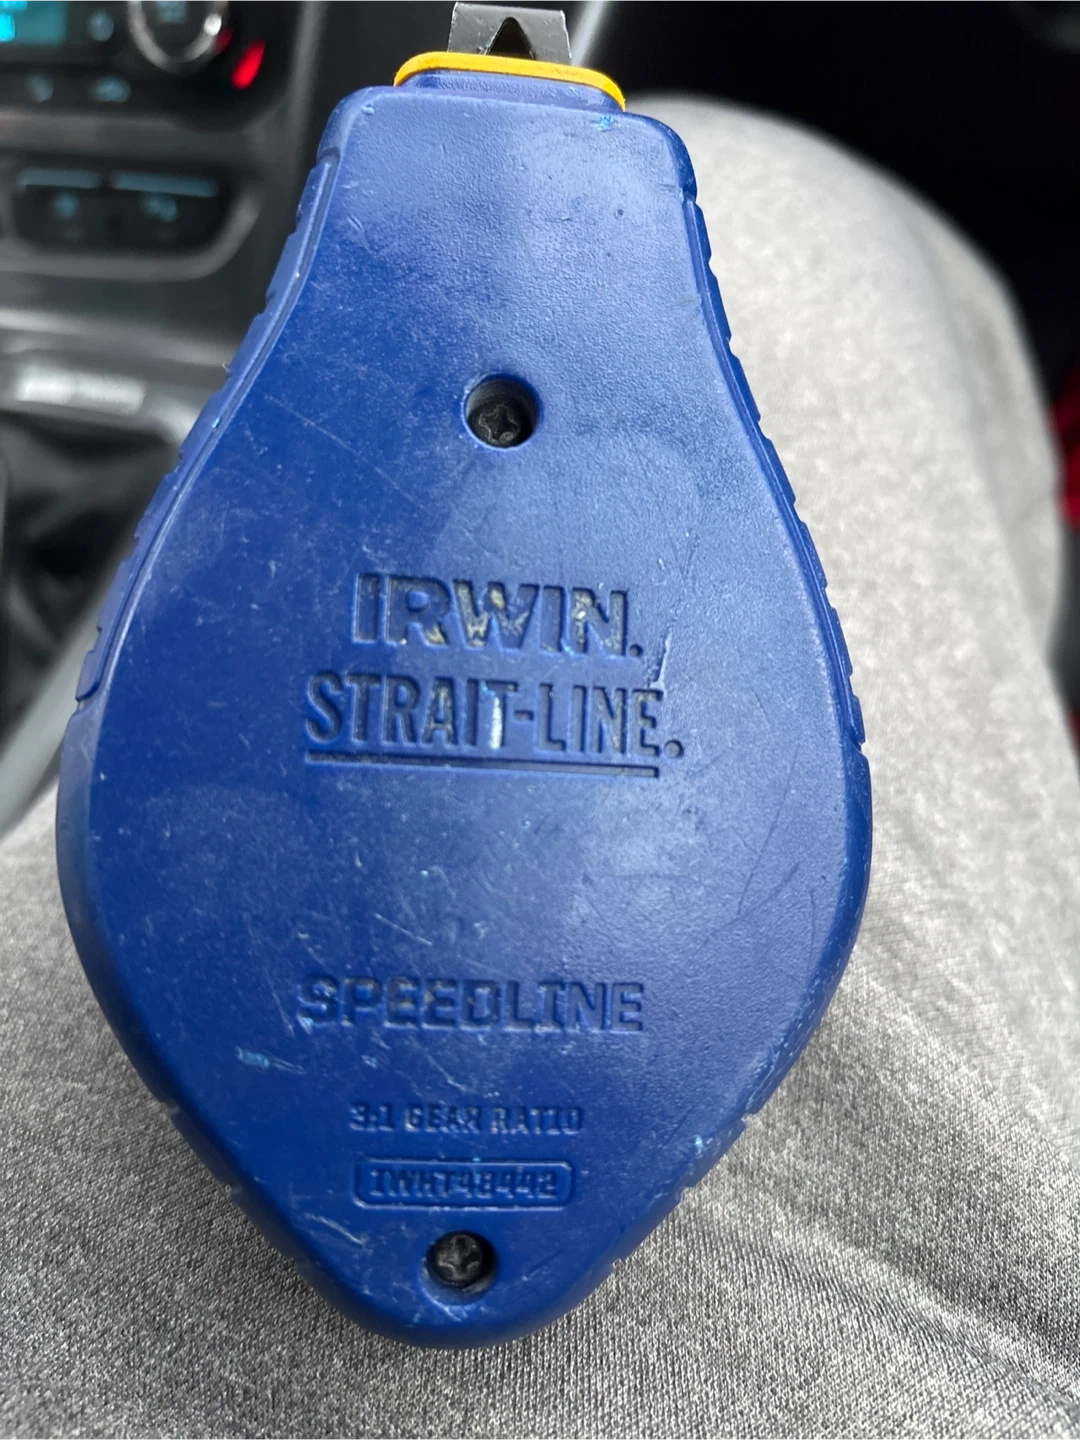 IRWIN.
STRAIT-LINE.
SPEEDLINE
3:1 GEAR RATIO
IWHT48442